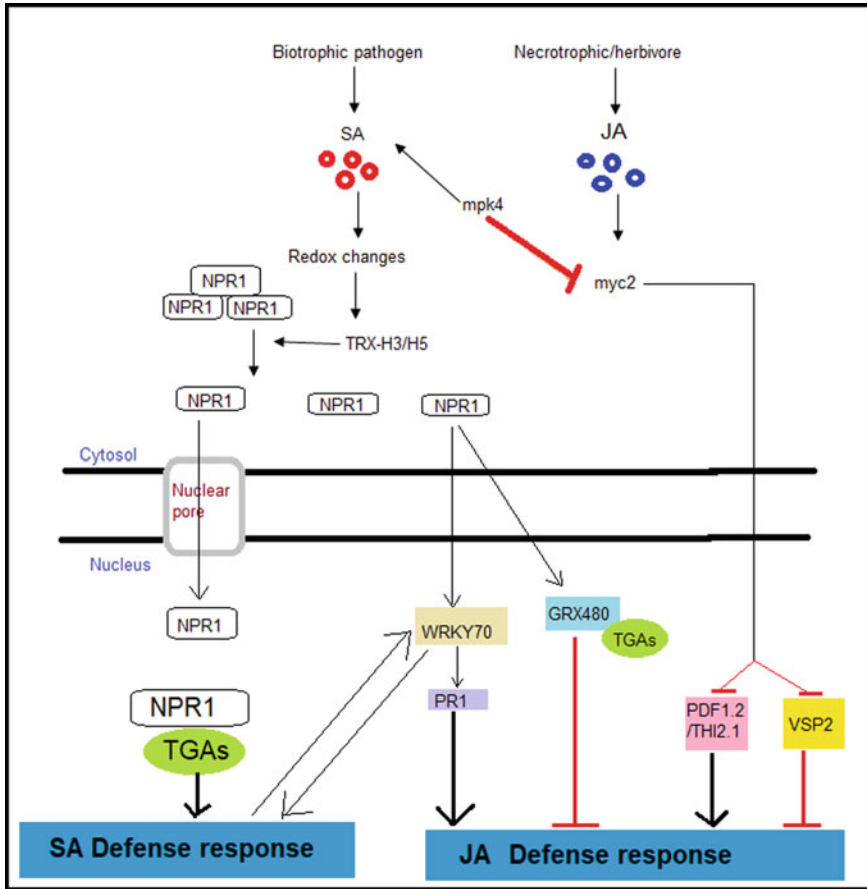 Biotrophic pathogen
Necrotrophic/herbivore
SA
JA
mpk4
Redox changes
myc2
NPR1
NPR1 NPR1
TRX-H3/H5
NPR1
NPR1
NPR1
Cytosol
Nuclear
pore
Nucleus
NPR1
WRKY70
GRX480
TGAs
NPR1
PR1
PDF1.2
/THI2.1
VSP2
TGAs
SA Defense response
JA Defense response